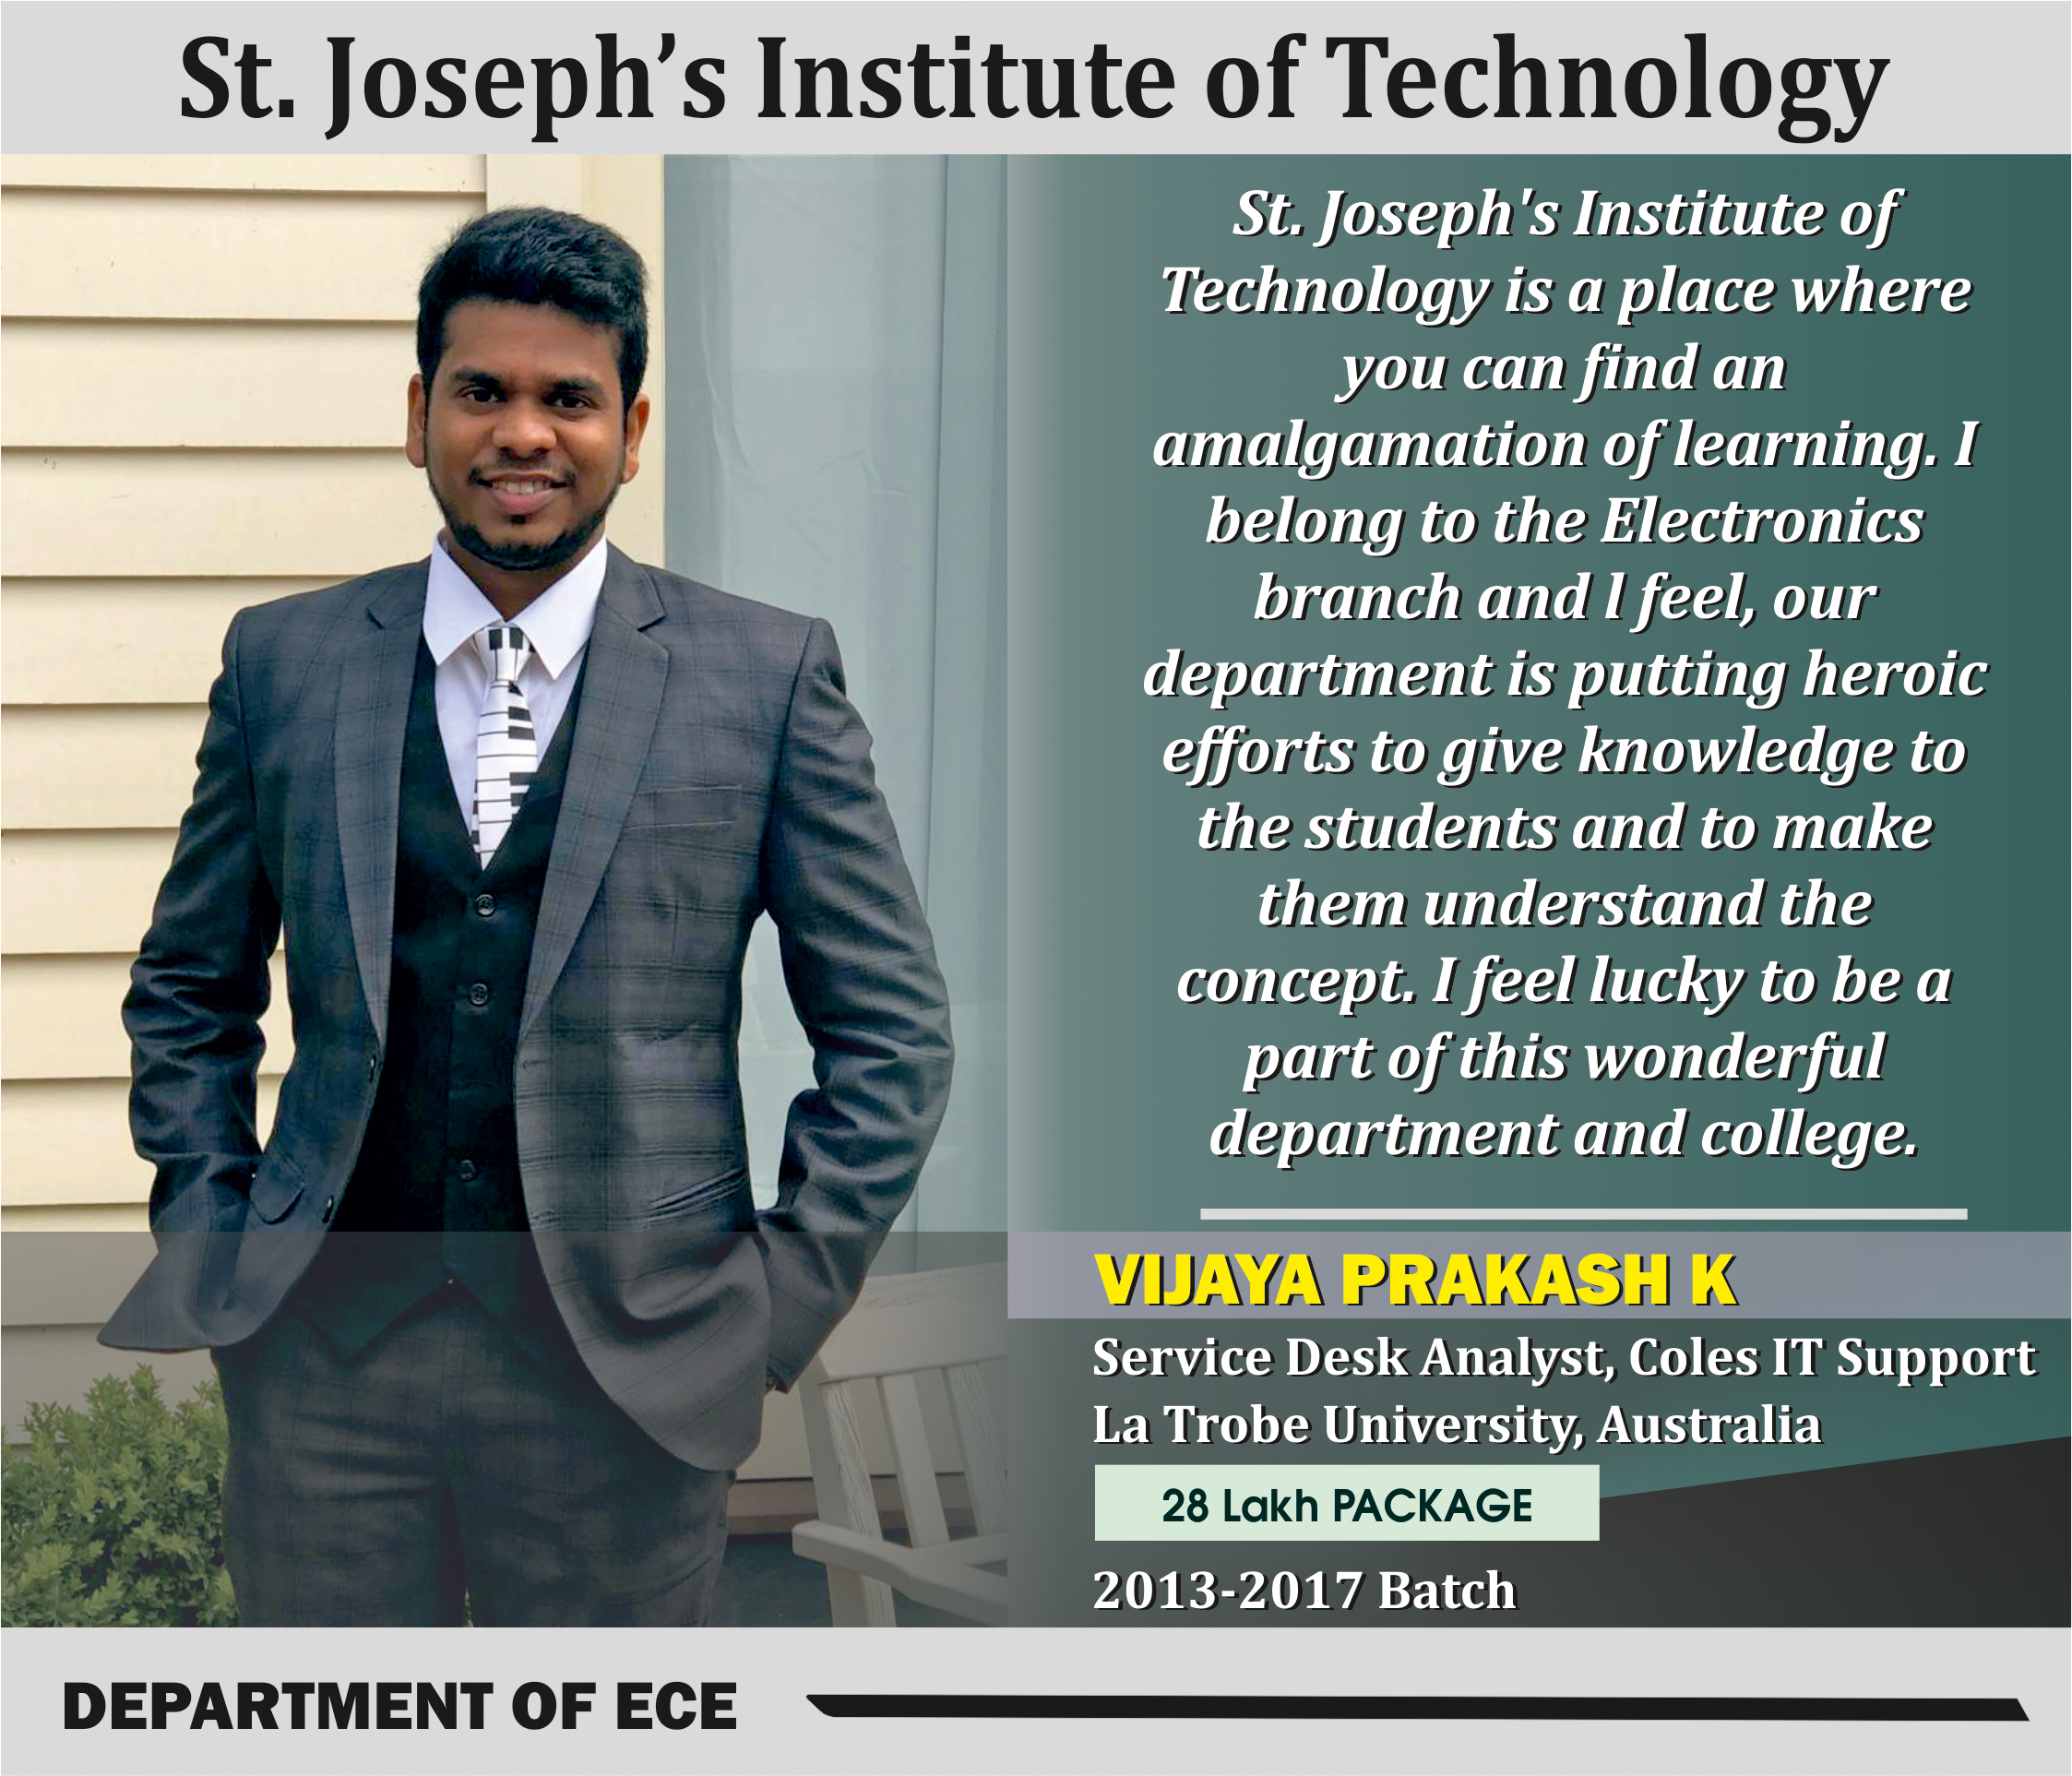 St. Joseph’s Institute of Technology
St. Joseph's Institute of
Technology is a place where
you can find an
amalgamation of learning. I
belong to the Electronics
branch and l feel, our
department is putting heroic
efforts to give knowledge to
the students and to make
them understand the
concept. I feel lucky to be a
part of this wonderful
department and college.
VIJAYA PRAKASH K
Service Desk Analyst, Coles IT Support
La Trobe University, Australia
28 Lakh PACKAGE
2013-2017 Batch
DEPARTMENT OF ECE